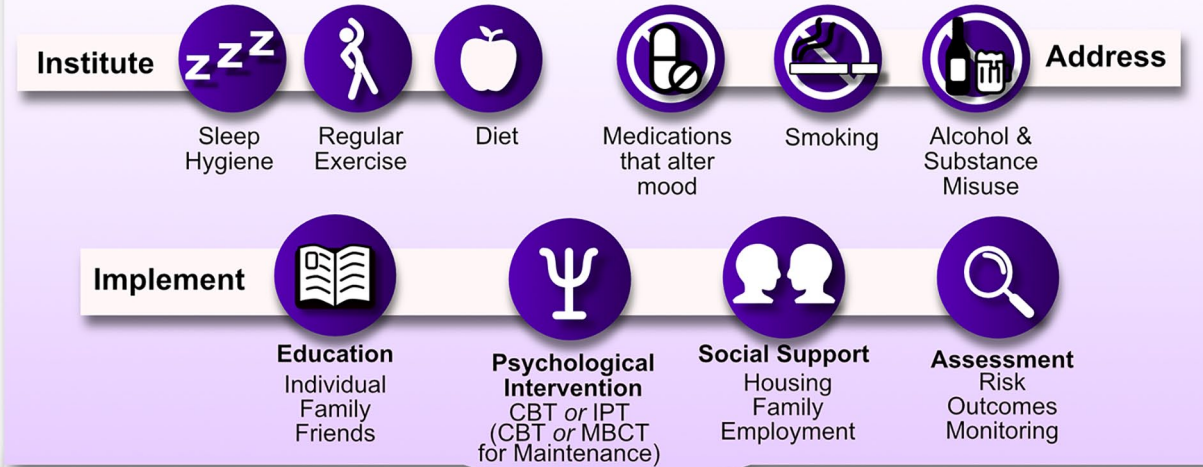 Institute
z z z
Address
Sleep
Hygiene
Regular
Exercise
Diet
Medications
that alter
mood
Smoking
Alcohol &
Substance
Misuse
Implement
Education
Individual
Family
Friends
Psychological
Intervention
CBT or IPT
(CBT or MBCT
for Maintenance)
Social Support
Housing
Family
Employment
Assessment
Risk
Outcomes
Monitoring